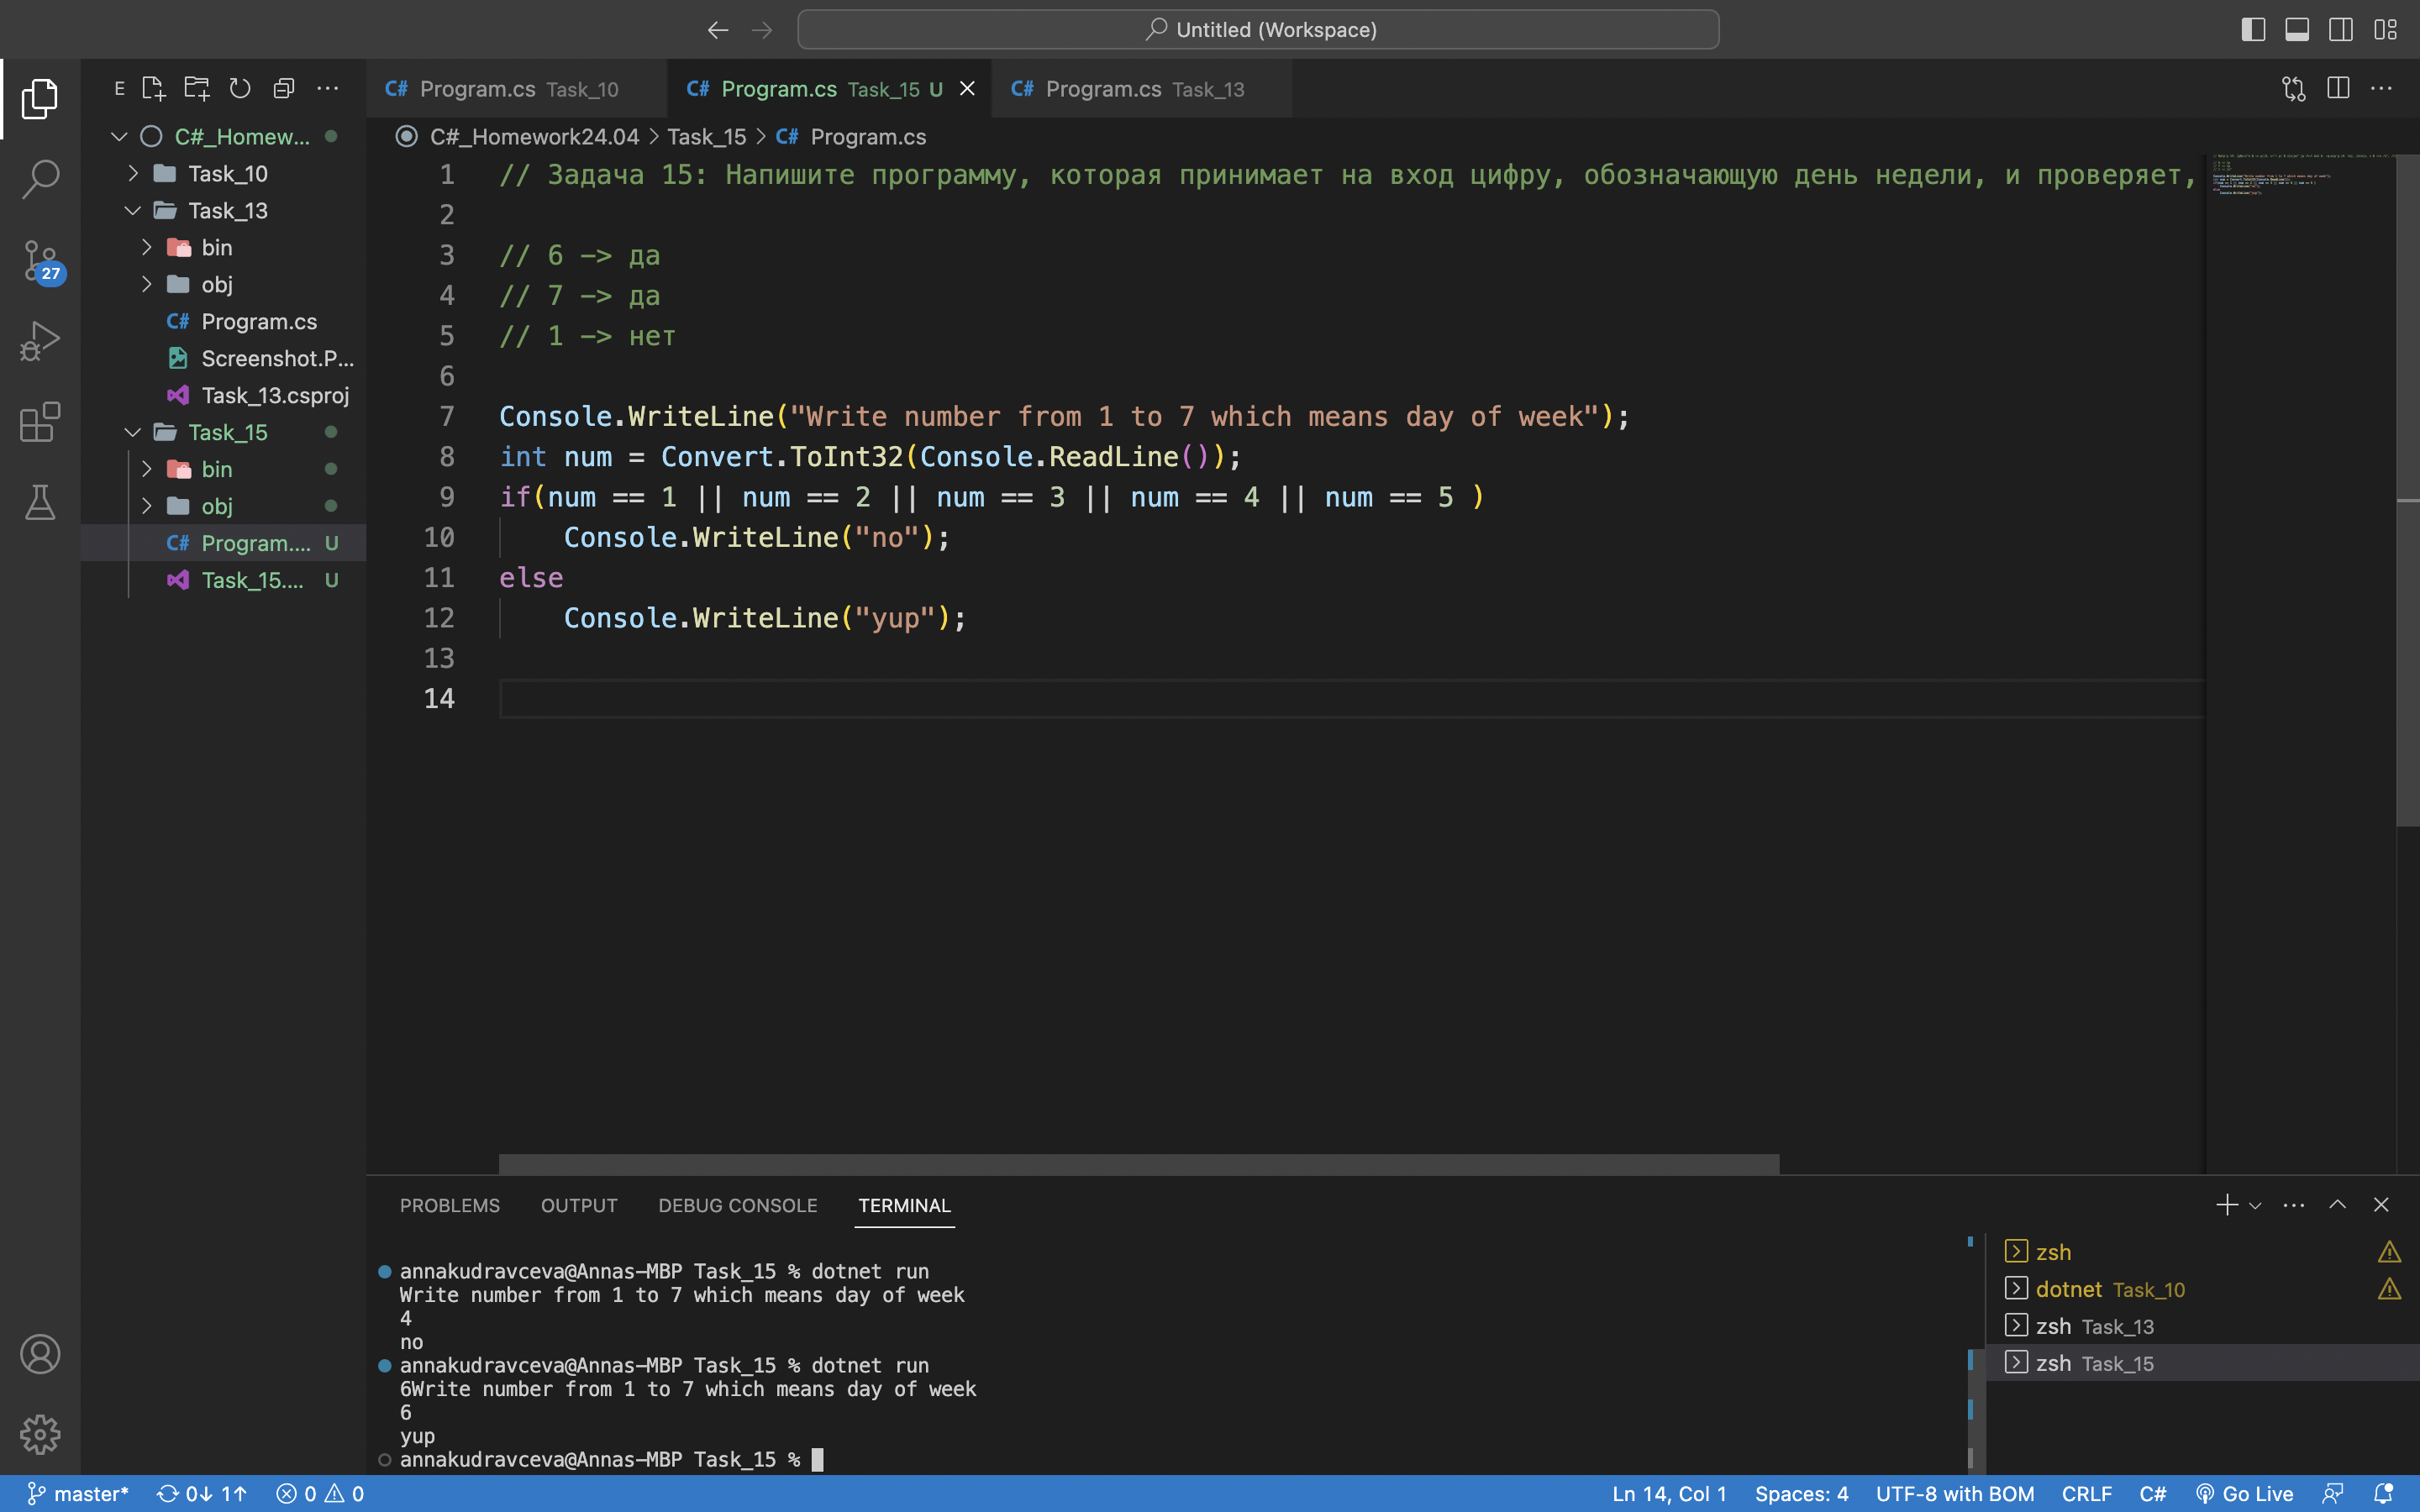 Untitled (Workspace)
E
C# Program.cs Task_10
C# Program.cs Task_15 U
C# Program.cs Task_13
C#_Homework24.04 > Task_15 > C# Program.cs
C#_Homew...
Task_10
Task_13
bin
obj
C# Program.cs
Screenshot.P...
Task_13.csproj
Task_15
bin
obj
C# Program.... U
Task_15.... U
27
1 // Задача 15: Напишите программу, которая принимает на вход цифру, обозначающую день недели, и проверяет,
2
3 // 6 -> да
4 // 7 -> да
5 // 1 -> нет
6
7 Console.WriteLine("Write number from 1 to 7 which means day of week");
8 int num = Convert.ToInt32(Console.ReadLine());
9 if(num == 1 || num == 2 || num == 3 || num == 4 || num == 5 )
10 Console.WriteLine("no");
11 else
12 Console.WriteLine("yup");
13
14
PROBLEMS OUTPUT DEBUG CONSOLE TERMINAL
annakudravceva@Annas-MBP Task_15 % dotnet run
Write number from 1 to 7 which means day of week
4
no
annakudravceva@Annas-MBP Task_15 % dotnet run
6Write number from 1 to 7 which means day of week
6
yup
annakudravceva@Annas-MBP Task_15 %
zsh
dotnet Task_10
zsh Task_13
zsh Task_15
master* 0↓ 1↑ 0 0 Ln 14, Col 1 Spaces: 4 UTF-8 with BOM CRLF C# Go Live